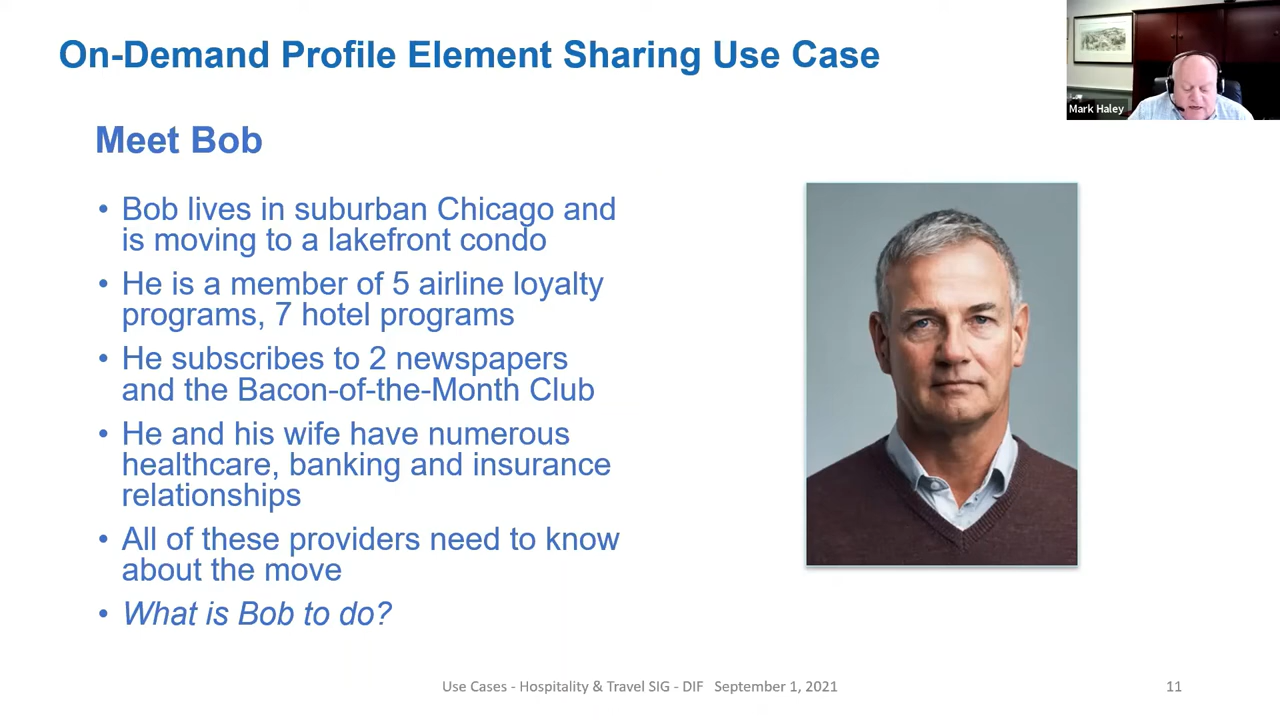 On-Demand Profile Element Sharing Use Case
Mark Haley
Meet Bob
• Bob lives in suburban Chicago and
is moving to a lakefront condo
• He is a member of 5 airline loyalty
programs, 7 hotel programs
• He subscribes to 2 newspapers
and the Bacon-of-the-Month Club
• He and his wife have numerous
healthcare, banking and insurance
relationships
• All of these providers need to know
about the move
• What is Bob to do?
Use Cases - Hospitality & Travel SIG - DIF September 1, 2021
11